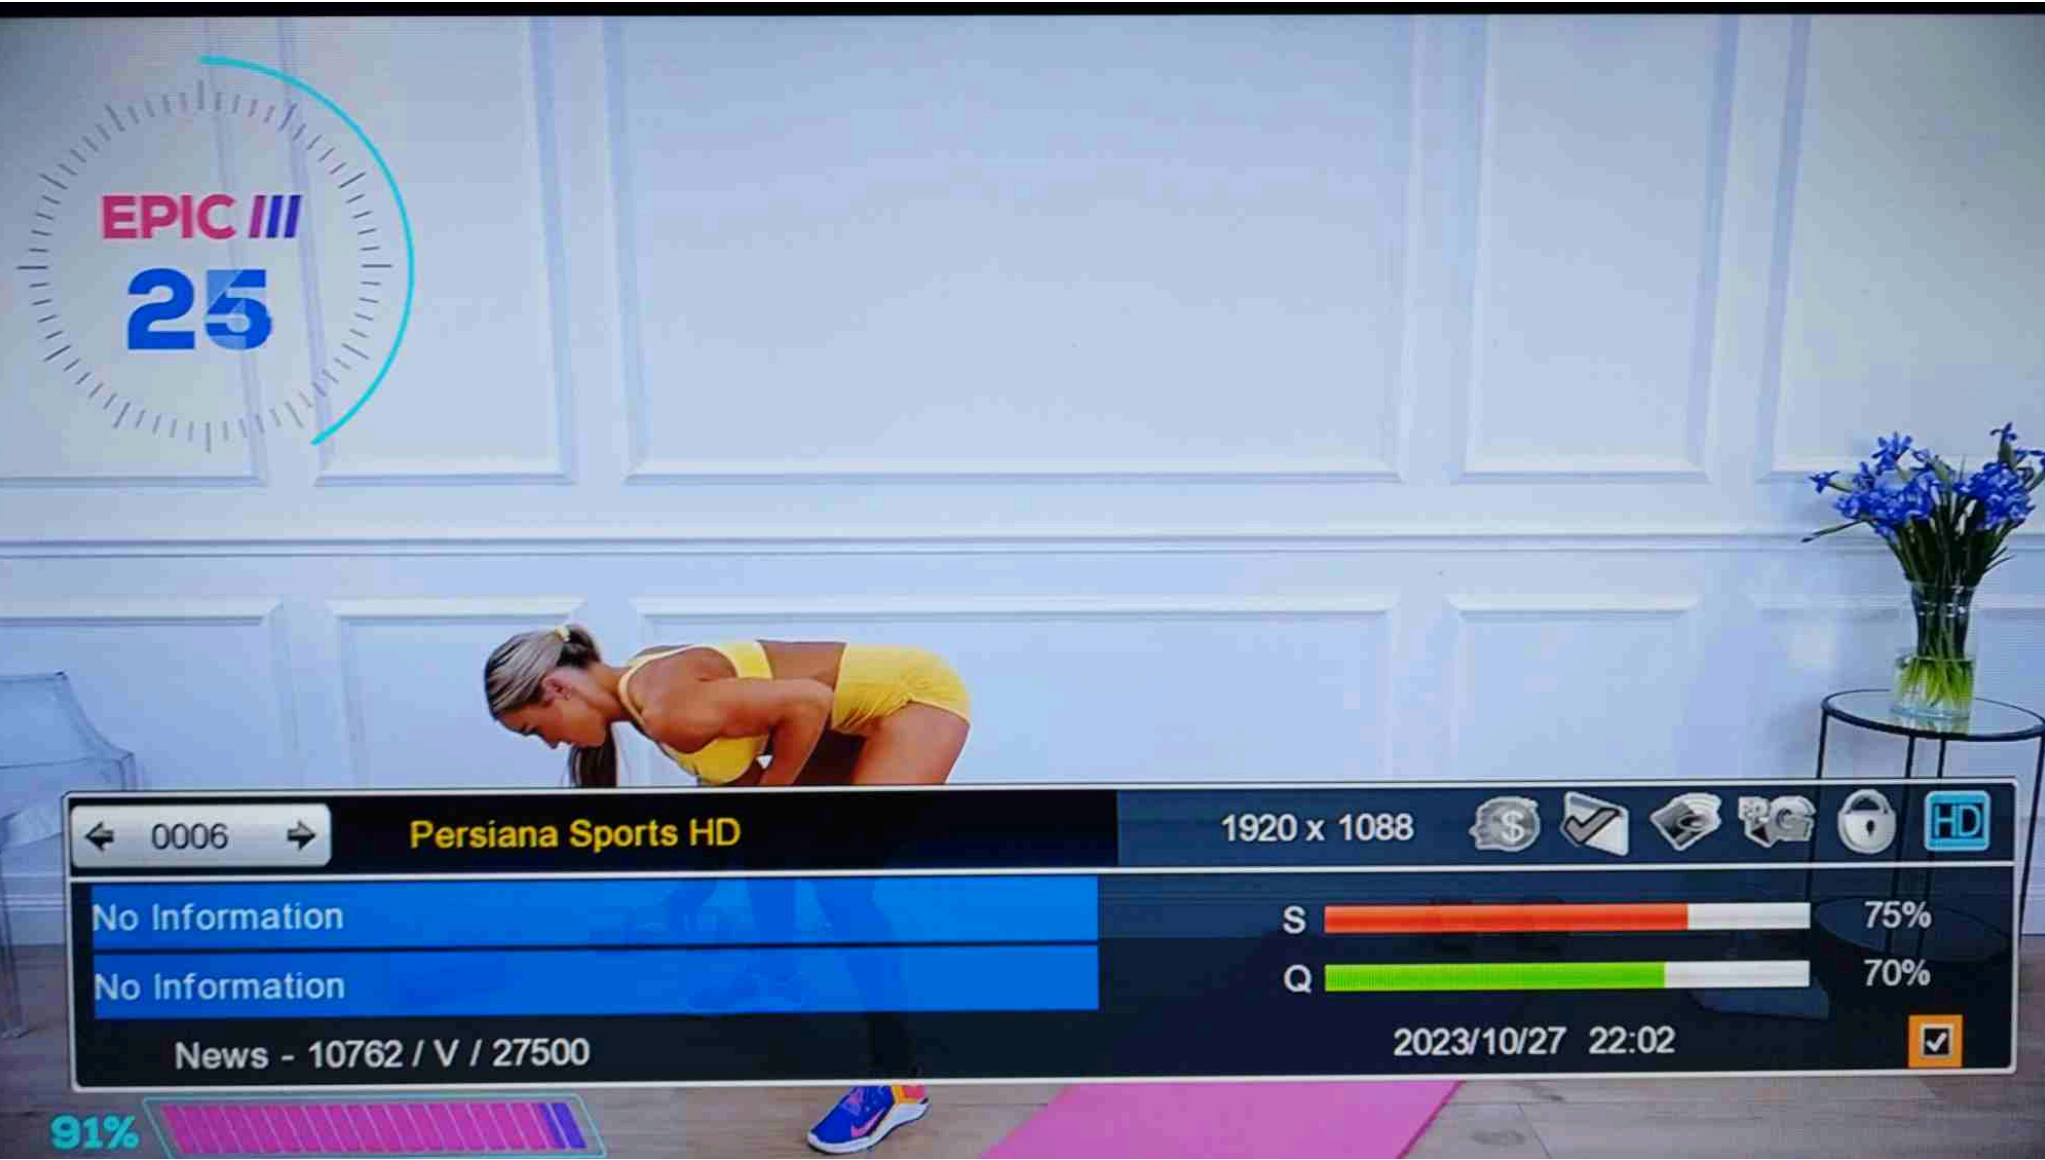 EPIC ///
25
0006
Persiana Sports HD
1920 x 1088
$
HD
No Information
S
75%
No Information
Q
70%
News - 10762 / V / 27500
2023/10/27 22:02
91%